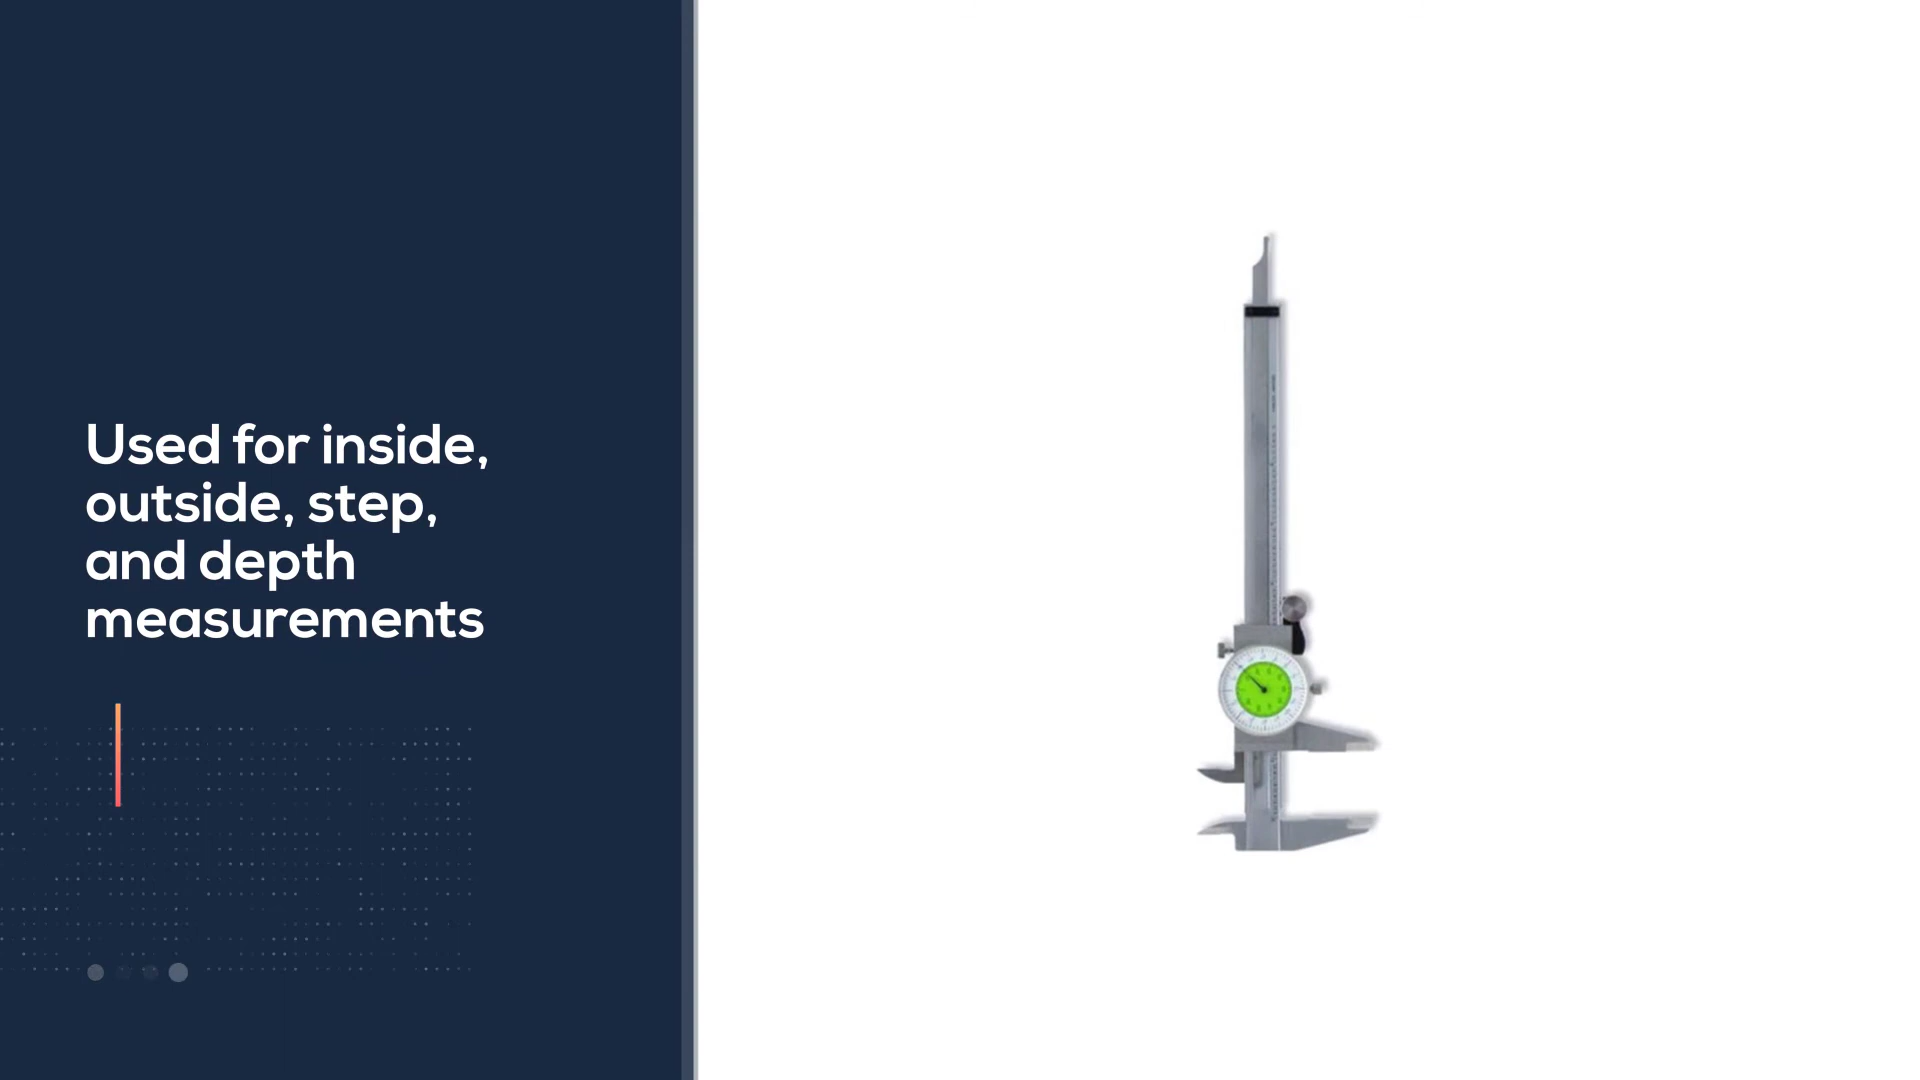 Used for inside,
outside, step,
and depth
measurements